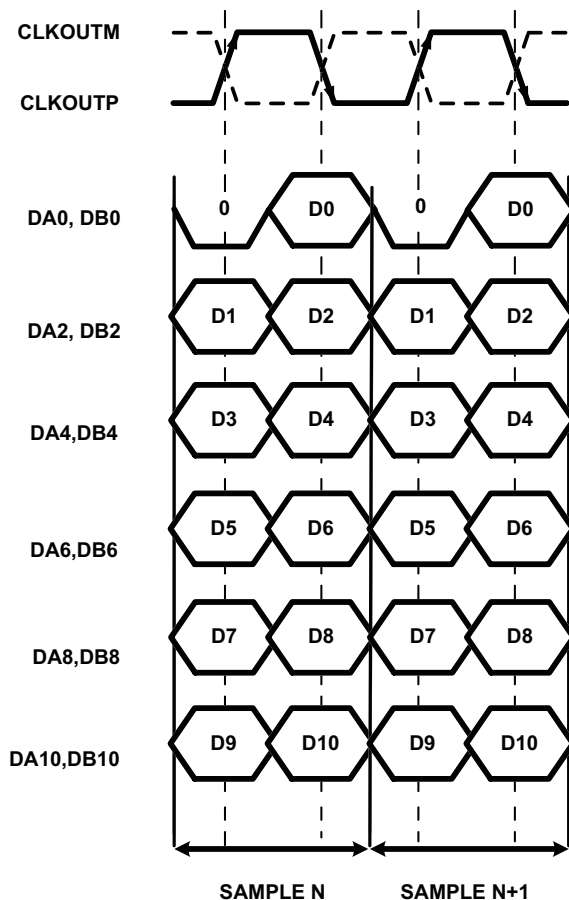 CLKOUTM
CLKOUTP
DA0, DB0 0 D0 0 D0
DA2, DB2 D1 D2 D1 D2
DA4,DB4 D3 D4 D3 D4
DA6,DB6 D5 D6 D5 D6
DA8,DB8 D7 D8 D7 D8
DA10,DB10 D9 D10 D9 D10
SAMPLE N SAMPLE N+1